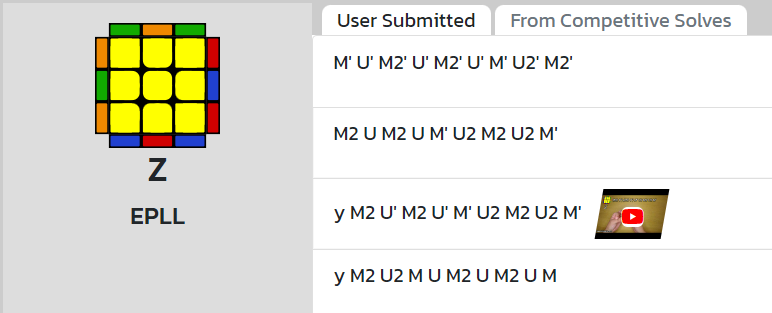 User Submitted
From Competitive Solves
M' U' M2' U' M2' U' M' U2' M2'
M2 U M2 U M' U2 M2 U2 M'
Z
EPLL
y M2 U' M2 U' M' U2 M2 U2 M'
y M2 U2 M U M2 U M2 U M